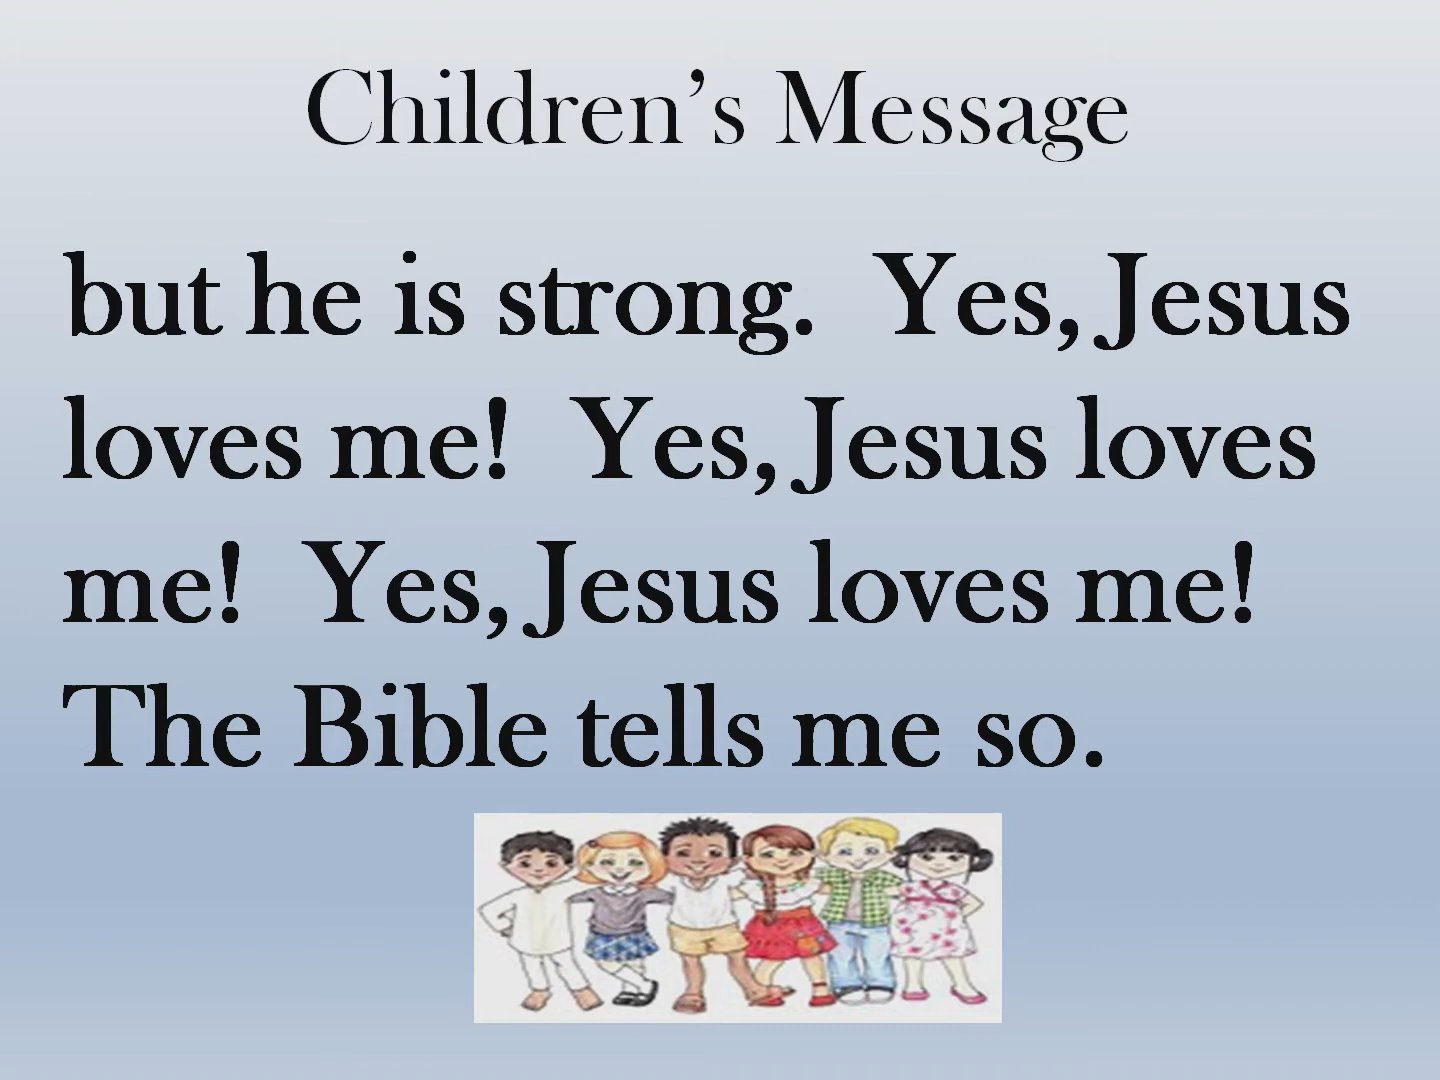 Children's Message
but he is strong.  Yes, Jesus
loves me!  Yes, Jesus loves
me!  Yes, Jesus loves me!
The Bible tells me so.